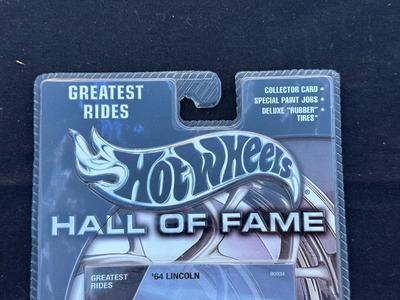 GREATEST
RIDES
COLLECTOR CARD •
SPECIAL PAINT JOBS •
DELUXE "RUBBER" •
TIRES*
HOT WHEELS®
HALL OF FAME
GREATEST
RIDES
'64 LINCOLN
B0934